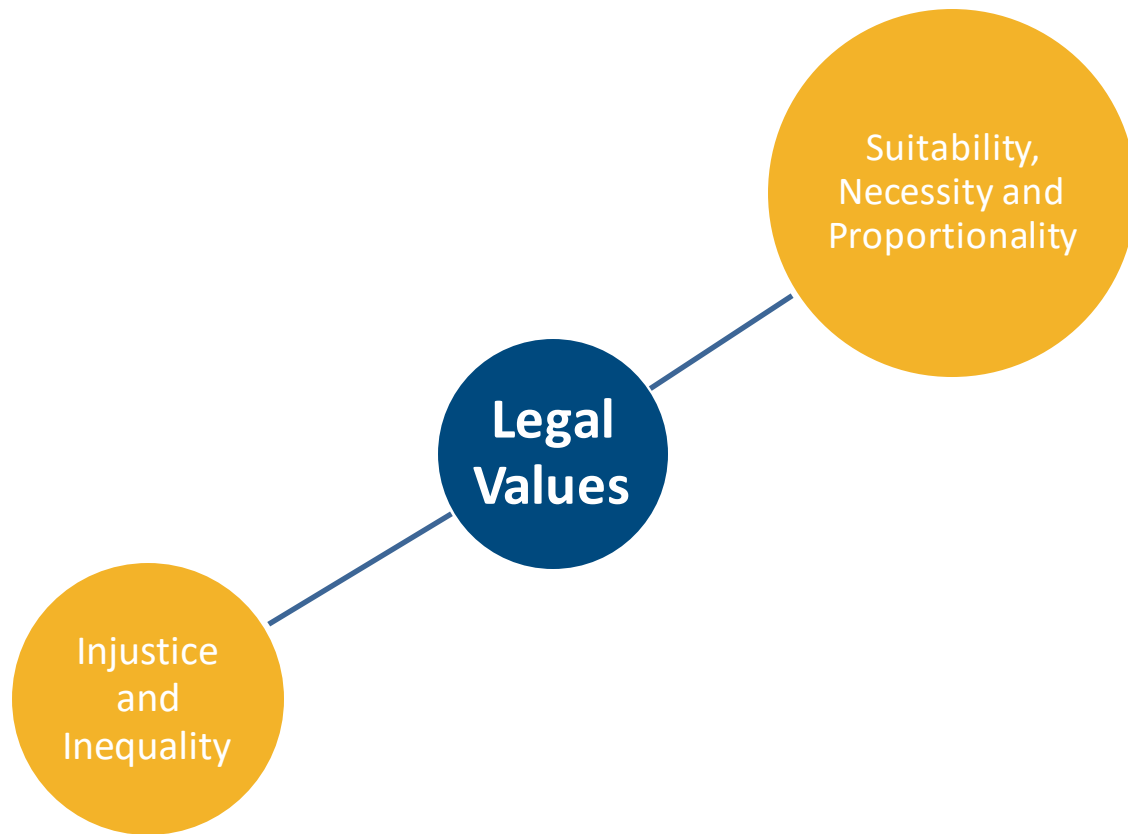 Suitability,
Necessity and
Proportionality
Legal
Values
Injustice
and
Inequality